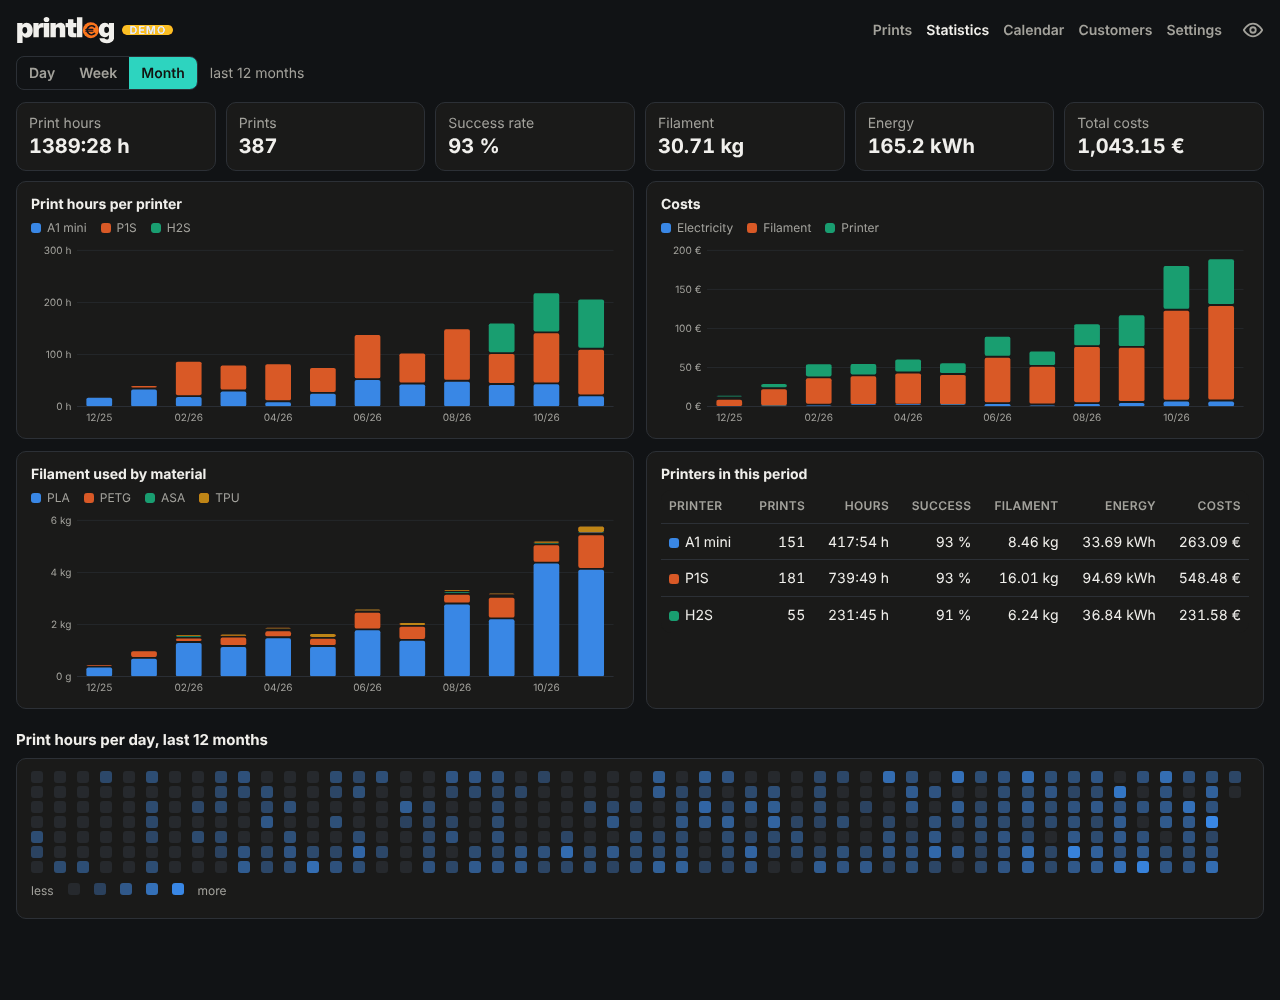 printlog DEMO
Prints Statistics Calendar Customers Settings
Day Week Month last 12 months
Print hours
1389:28 h
Prints
387
Success rate
93 %
Filament
30.71 kg
Energy
165.2 kWh
Total costs
1,043.15 €
Print hours per printer
A1 mini P1S H2S
300 h
200 h
100 h
0 h
12/25 02/26 04/26 06/26 08/26 10/26
Costs
Electricity Filament Printer
200 €
150 €
100 €
50 €
0 €
12/25 02/26 04/26 06/26 08/26 10/26
Filament used by material
PLA PETG ASA TPU
6 kg
4 kg
2 kg
0 g
12/25 02/26 04/26 06/26 08/26 10/26
Printers in this period
PRINTER PRINTS HOURS SUCCESS FILAMENT ENERGY COSTS
A1 mini 151 417:54 h 93 % 8.46 kg 33.69 kWh 263.09 €
P1S 181 739:49 h 93 % 16.01 kg 94.69 kWh 548.48 €
H2S 55 231:45 h 91 % 6.24 kg 36.84 kWh 231.58 €
Print hours per day, last 12 months
less more